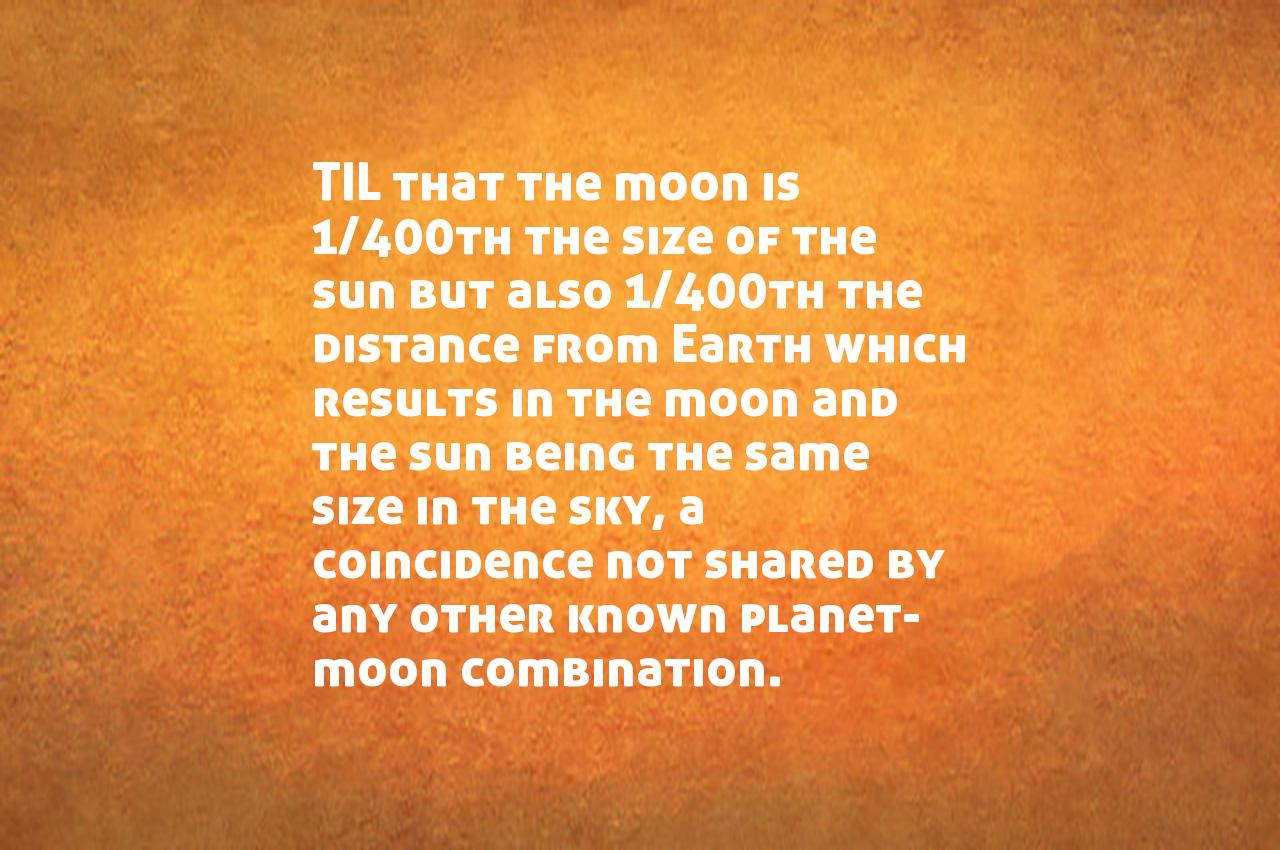 TIL that the moon is
1/400th the size of the
sun but also 1/400th the
distance from Earth which
results in the moon and
the sun being the same
size in the sky, a
coincidence not shared by
any other known planet-
moon combination.